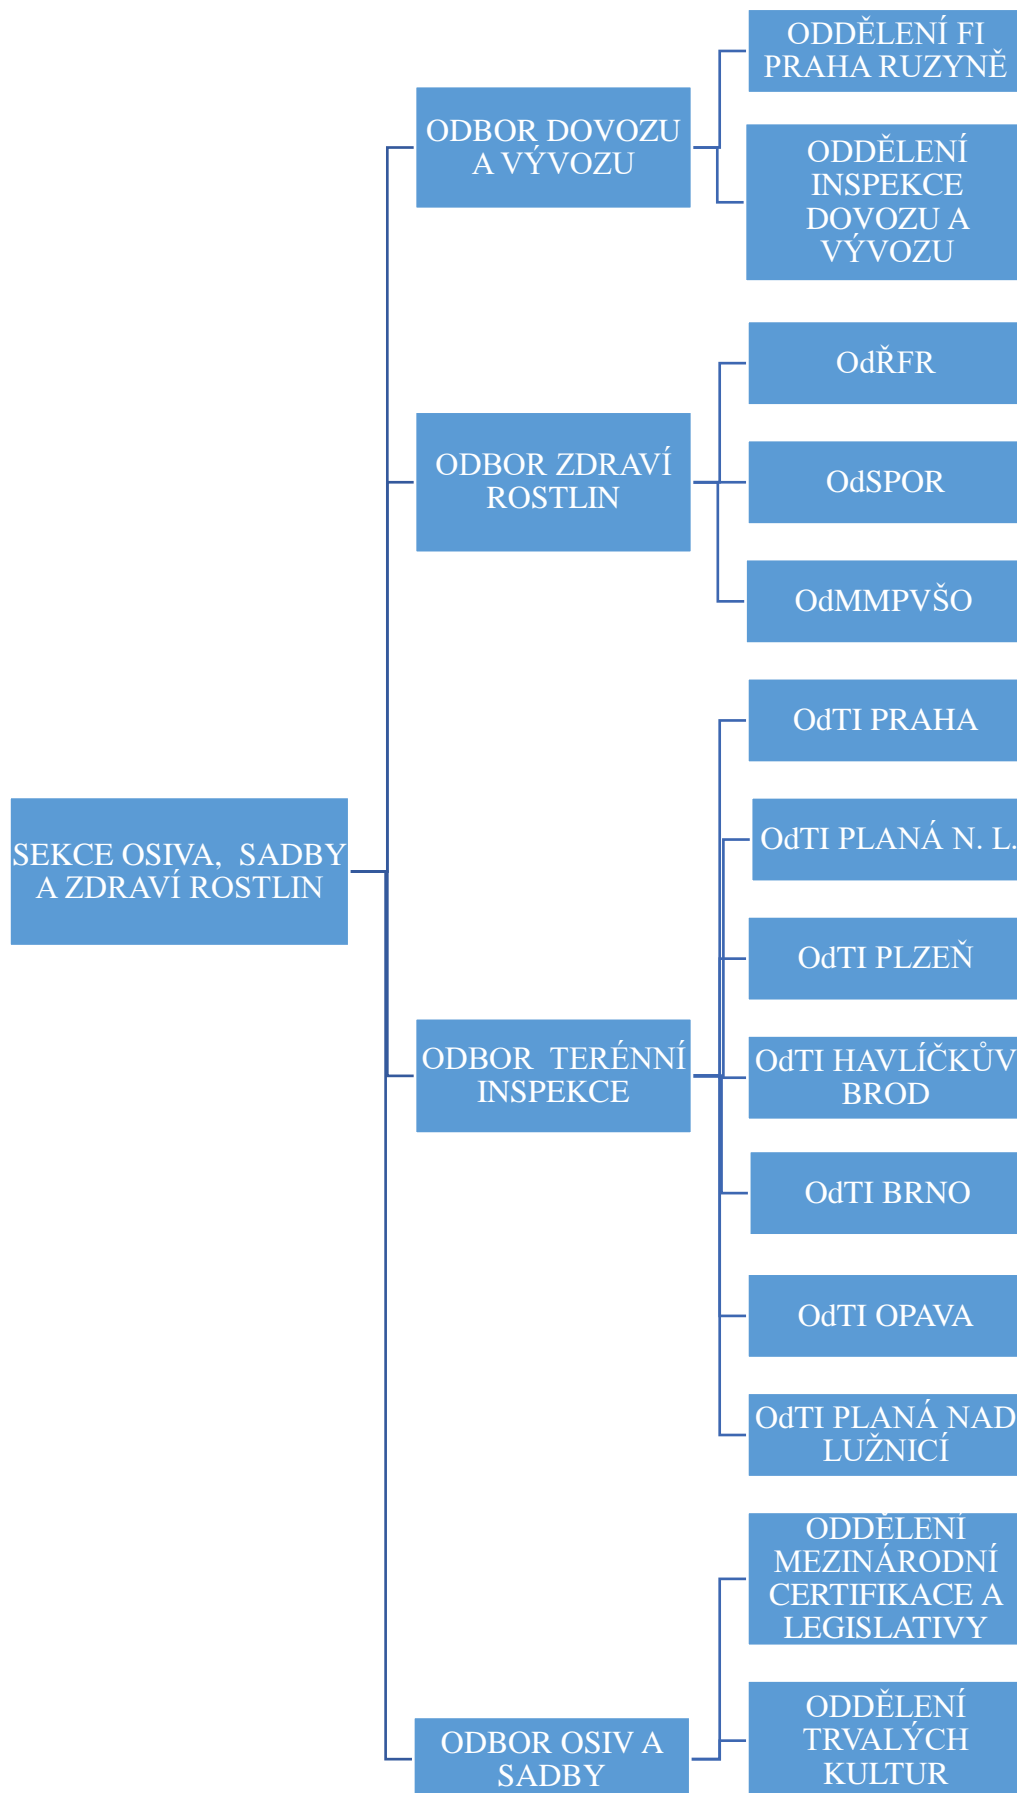 ODDĚLENÍ FI
PRAHA RUZYNĚ
ODBOR DOVOZU
A VÝVOZU
ODDĚLENÍ
INSPEKCE
DOVOZU A
VÝVOZU
OdŘFR
ODBOR ZDRAVÍ
ROSTLIN
OdSPOR
OdMMPVŠO
OdTI PRAHA
SEKCE OSIVA,  SADBY
A ZDRAVÍ ROSTLIN
OdTI PLANÁ N. L.
OdTI PLZEŇ
ODBOR  TERÉNNÍ
INSPEKCE
OdTI HAVLÍČKŮV
BROD
OdTI BRNO
OdTI OPAVA
OdTI PLANÁ NAD
LUŽNICÍ
ODDĚLENÍ
MEZINÁRODNÍ
CERTIFIKACE A
LEGISLATIVY
ODBOR OSIV A
SADBY
ODDĚLENÍ
TRVALÝCH
KULTUR